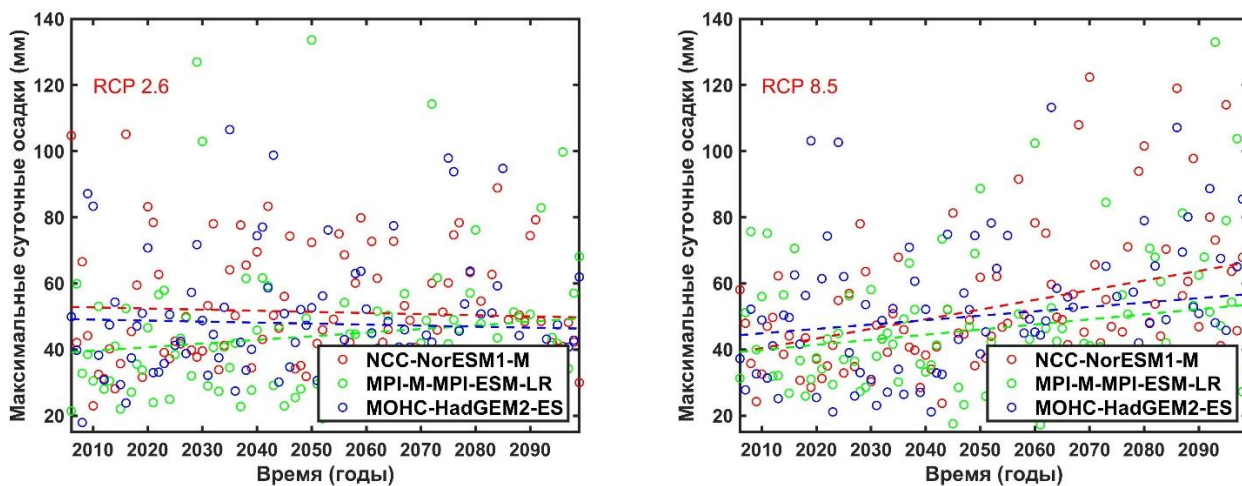 Максимальные суточные осадки (мм)
140
120
100
80
60
40
20
RCP 2.6
NCC-NorESM1-M
MPI-M-MPI-ESM-LR
MOHC-HadGEM2-ES
2010 2020 2030 2040 2050 2060 2070 2080 2090
Время (годы)
Максимальные суточные осадки (мм)
140
120
100
80
60
40
20
RCP 8.5
NCC-NorESM1-M
MPI-M-MPI-ESM-LR
MOHC-HadGEM2-ES
2010 2020 2030 2040 2050 2060 2070 2080 2090
Время (годы)